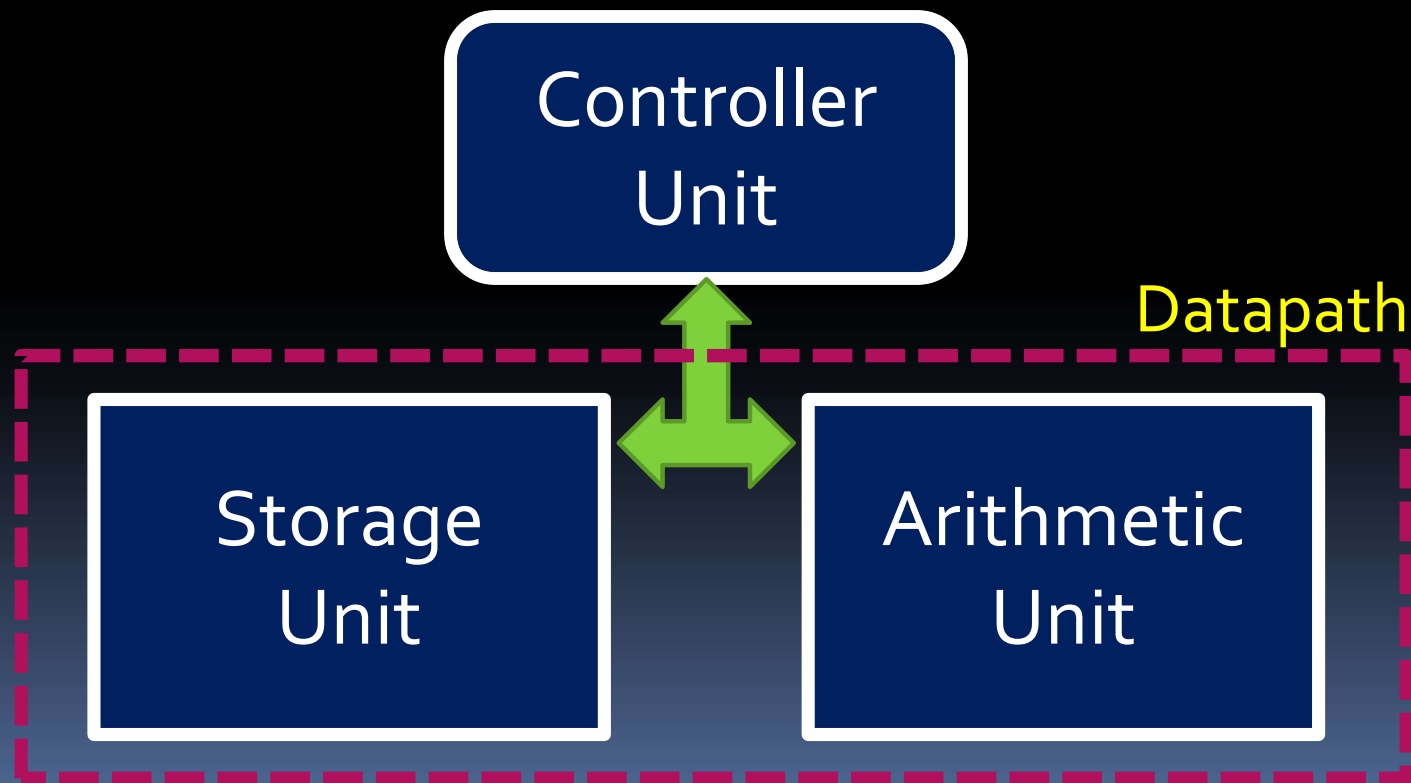 Controller
Unit
Datapath
Storage
Unit
Arithmetic
Unit